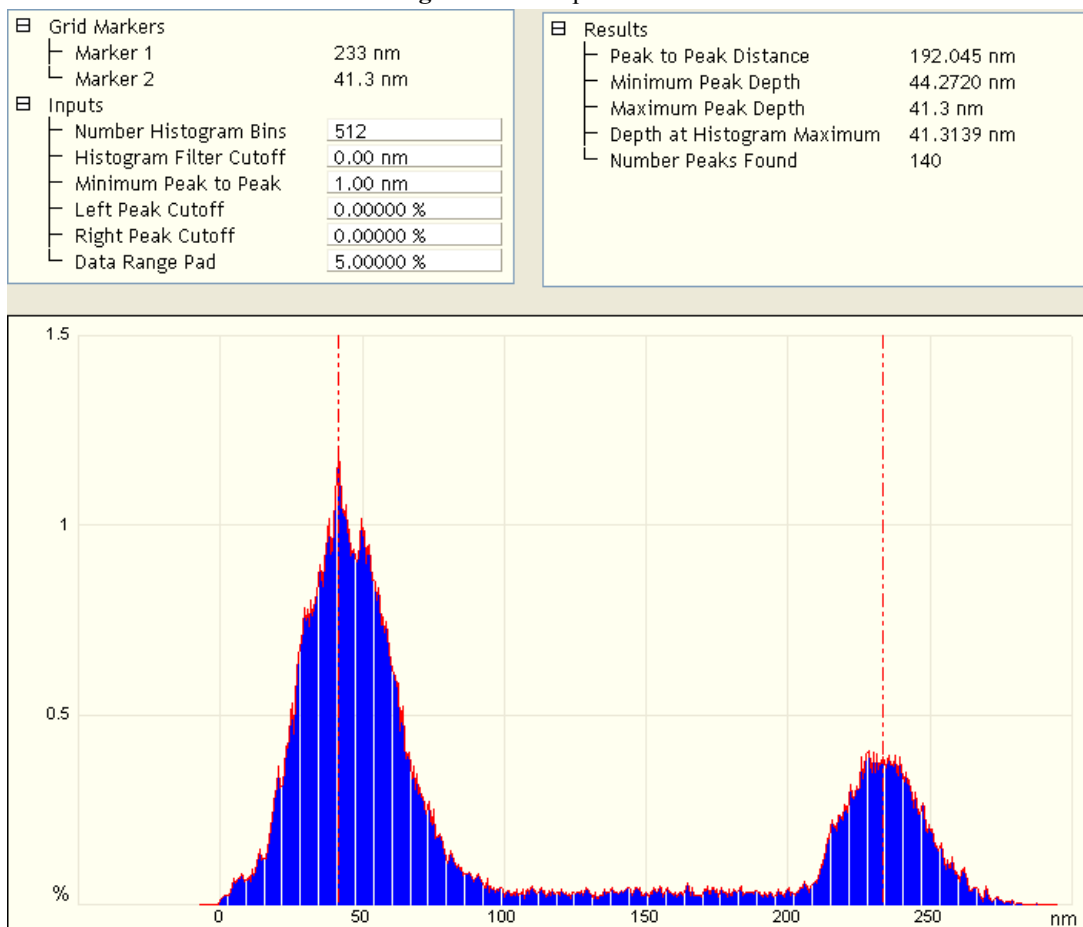 Grid Markers
Marker 1 233 nm
Marker 2 41.3 nm
Inputs
Number Histogram Bins 512
Histogram Filter Cutoff 0.00 nm
Minimum Peak to Peak 1.00 nm
Left Peak Cutoff 0.00000 %
Right Peak Cutoff 0.00000 %
Data Range Pad 5.00000 %
Results
Peak to Peak Distance 192.045 nm
Minimum Peak Depth 44.2720 nm
Maximum Peak Depth 41.3 nm
Depth at Histogram Maximum 41.3139 nm
Number Peaks Found 140
1.5
1
0.5
%
0 50 100 150 200 250 nm